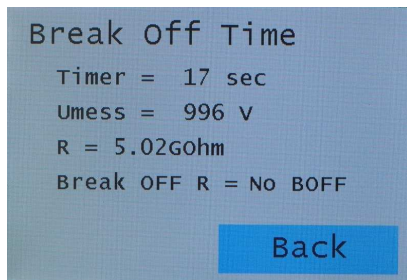 Break Off Time
Timer = 17 sec
Umess = 996 V
R = 5.02GOhm
Break OFF R = No BOFF
Back